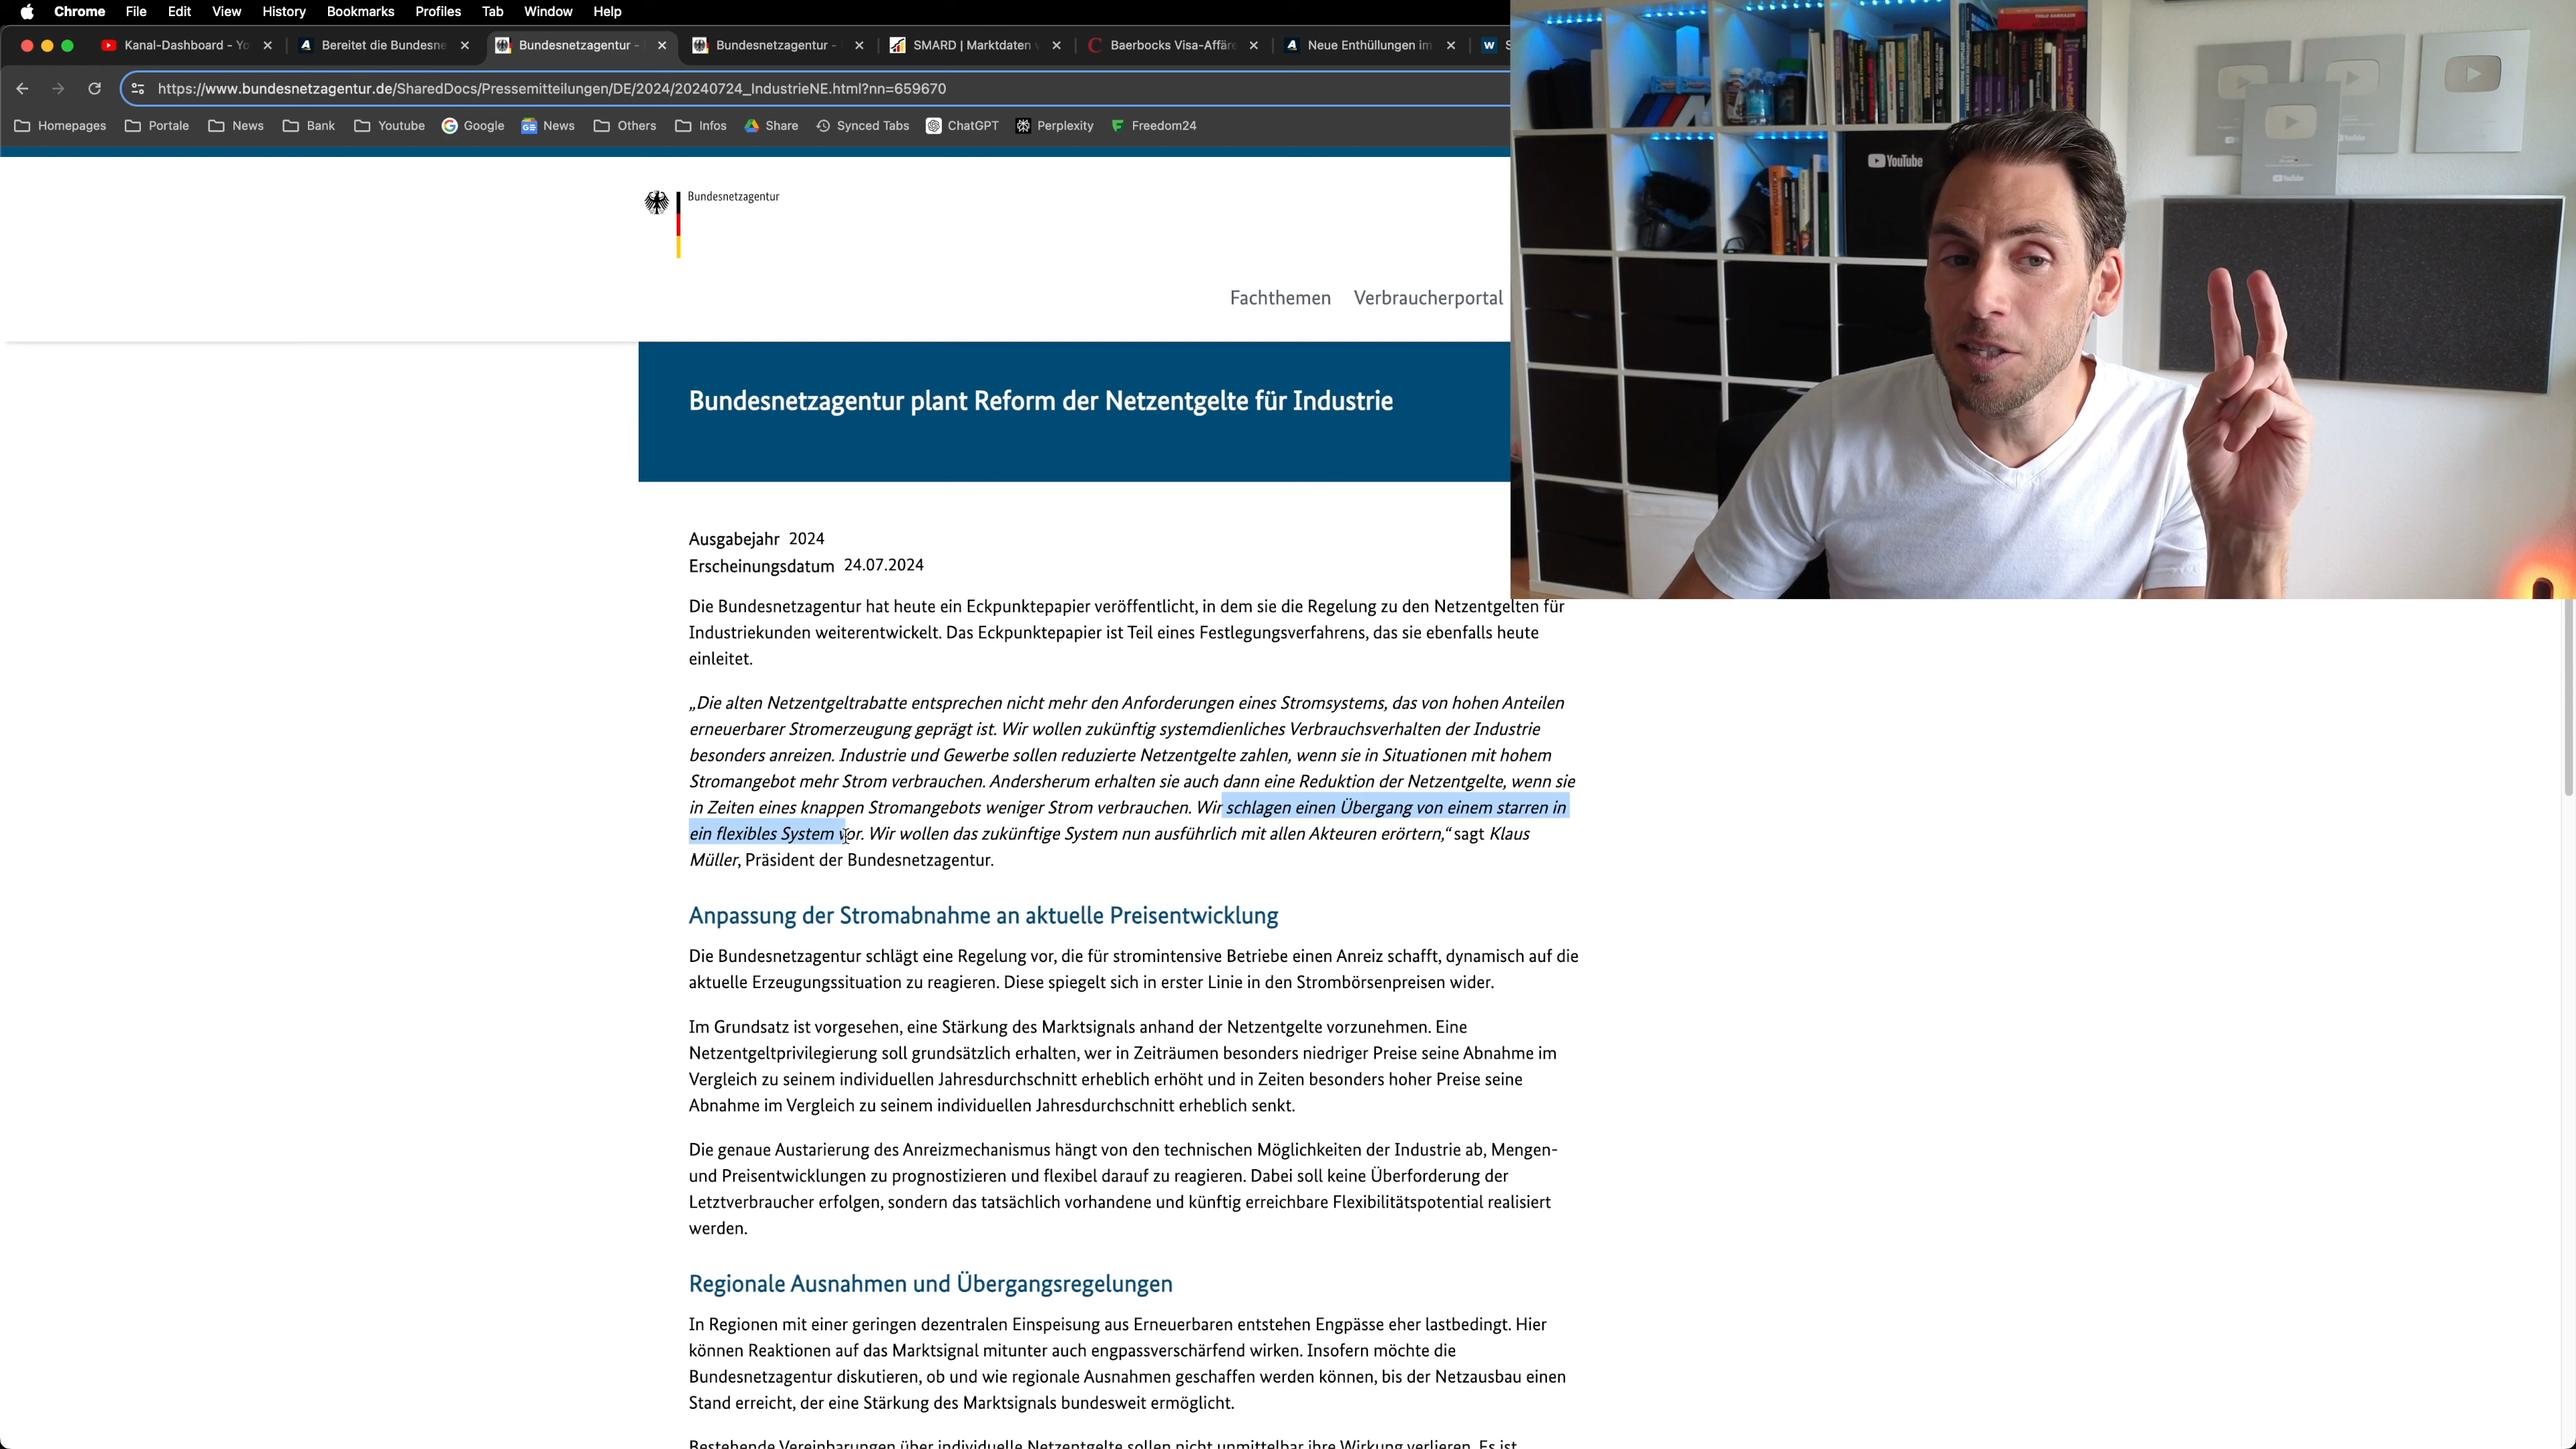 Chrome File Edit View History Bookmarks Profiles Tab Window Help
Kanal-Dashboard - Yo
Bereitet die Bundesne
Bundesnetzagentur -
Bundesnetzagentur -
SMARD | Marktdaten
Baerbocks Visa-Affäre
Neue Enthüllungen im
https://www.bundesnetzagentur.de/SharedDocs/Pressemitteilungen/DE/2024/20240724_IndustrieNE.html?nn=659670
Homepages Portale News Bank Youtube Google News Others Infos Share Synced Tabs ChatGPT Perplexity Freedom24
YouTube
Bundesnetzagentur
Fachthemen Verbraucherportal
Bundesnetzagentur plant Reform der Netzentgelte für Industrie
Ausgabejahr 2024
Erscheinungsdatum 24.07.2024
Die Bundesnetzagentur hat heute ein Eckpunktepapier veröffentlicht, in dem sie die Regelung zu den Netzentgelten für
Industriekunden weiterentwickelt. Das Eckpunktepapier ist Teil eines Festlegungsverfahrens, das sie ebenfalls heute
einleitet.
„Die alten Netzentgeltrabatte entsprechen nicht mehr den Anforderungen eines Stromsystems, das von hohen Anteilen
erneuerbarer Stromerzeugung geprägt ist. Wir wollen zukünftig systemdienliches Verbrauchsverhalten der Industrie
besonders anreizen. Industrie und Gewerbe sollen reduzierte Netzentgelte zahlen, wenn sie in Situationen mit hohem
Stromangebot mehr Strom verbrauchen. Andersherum erhalten sie auch dann eine Reduktion der Netzentgelte, wenn sie
in Zeiten eines knappen Stromangebots weniger Strom verbrauchen. Wir schlagen einen Übergang von einem starren in
ein flexibles System vor. Wir wollen das zukünftige System nun ausführlich mit allen Akteuren erörtern,“ sagt Klaus
Müller, Präsident der Bundesnetzagentur.
Anpassung der Stromabnahme an aktuelle Preisentwicklung
Die Bundesnetzagentur schlägt eine Regelung vor, die für stromintensive Betriebe einen Anreiz schafft, dynamisch auf die
aktuelle Erzeugungssituation zu reagieren. Diese spiegelt sich in erster Linie in den Strombörsenpreisen wider.
Im Grundsatz ist vorgesehen, eine Stärkung des Marktsignals anhand der Netzentgelte vorzunehmen. Eine
Netzentgeltprivilegierung soll grundsätzlich erhalten, wer in Zeiträumen besonders niedriger Preise seine Abnahme im
Vergleich zu seinem individuellen Jahresdurchschnitt erheblich erhöht und in Zeiten besonders hoher Preise seine
Abnahme im Vergleich zu seinem individuellen Jahresdurchschnitt erheblich senkt.
Die genaue Austarierung des Anreizmechanismus hängt von den technischen Möglichkeiten der Industrie ab, Mengen-
und Preisentwicklungen zu prognostizieren und flexibel darauf zu reagieren. Dabei soll keine Überforderung der
Letztverbraucher erfolgen, sondern das tatsächlich vorhandene und künftig erreichbare Flexibilitätspotential realisiert
werden.
Regionale Ausnahmen und Übergangsregelungen
In Regionen mit einer geringen dezentralen Einspeisung aus Erneuerbaren entstehen Engpässe eher lastbedingt. Hier
können Reaktionen auf das Marktsignal mitunter auch engpassverschärfend wirken. Insofern möchte die
Bundesnetzagentur diskutieren, ob und wie regionale Ausnahmen geschaffen werden können, bis der Netzausbau einen
Stand erreicht, der eine Stärkung des Marktsignals bundesweit ermöglicht.
Bestehende Vereinbarungen über individuelle Netzentgelte sollen nicht unmittelbar ihre Wirkung verlieren. Es ist